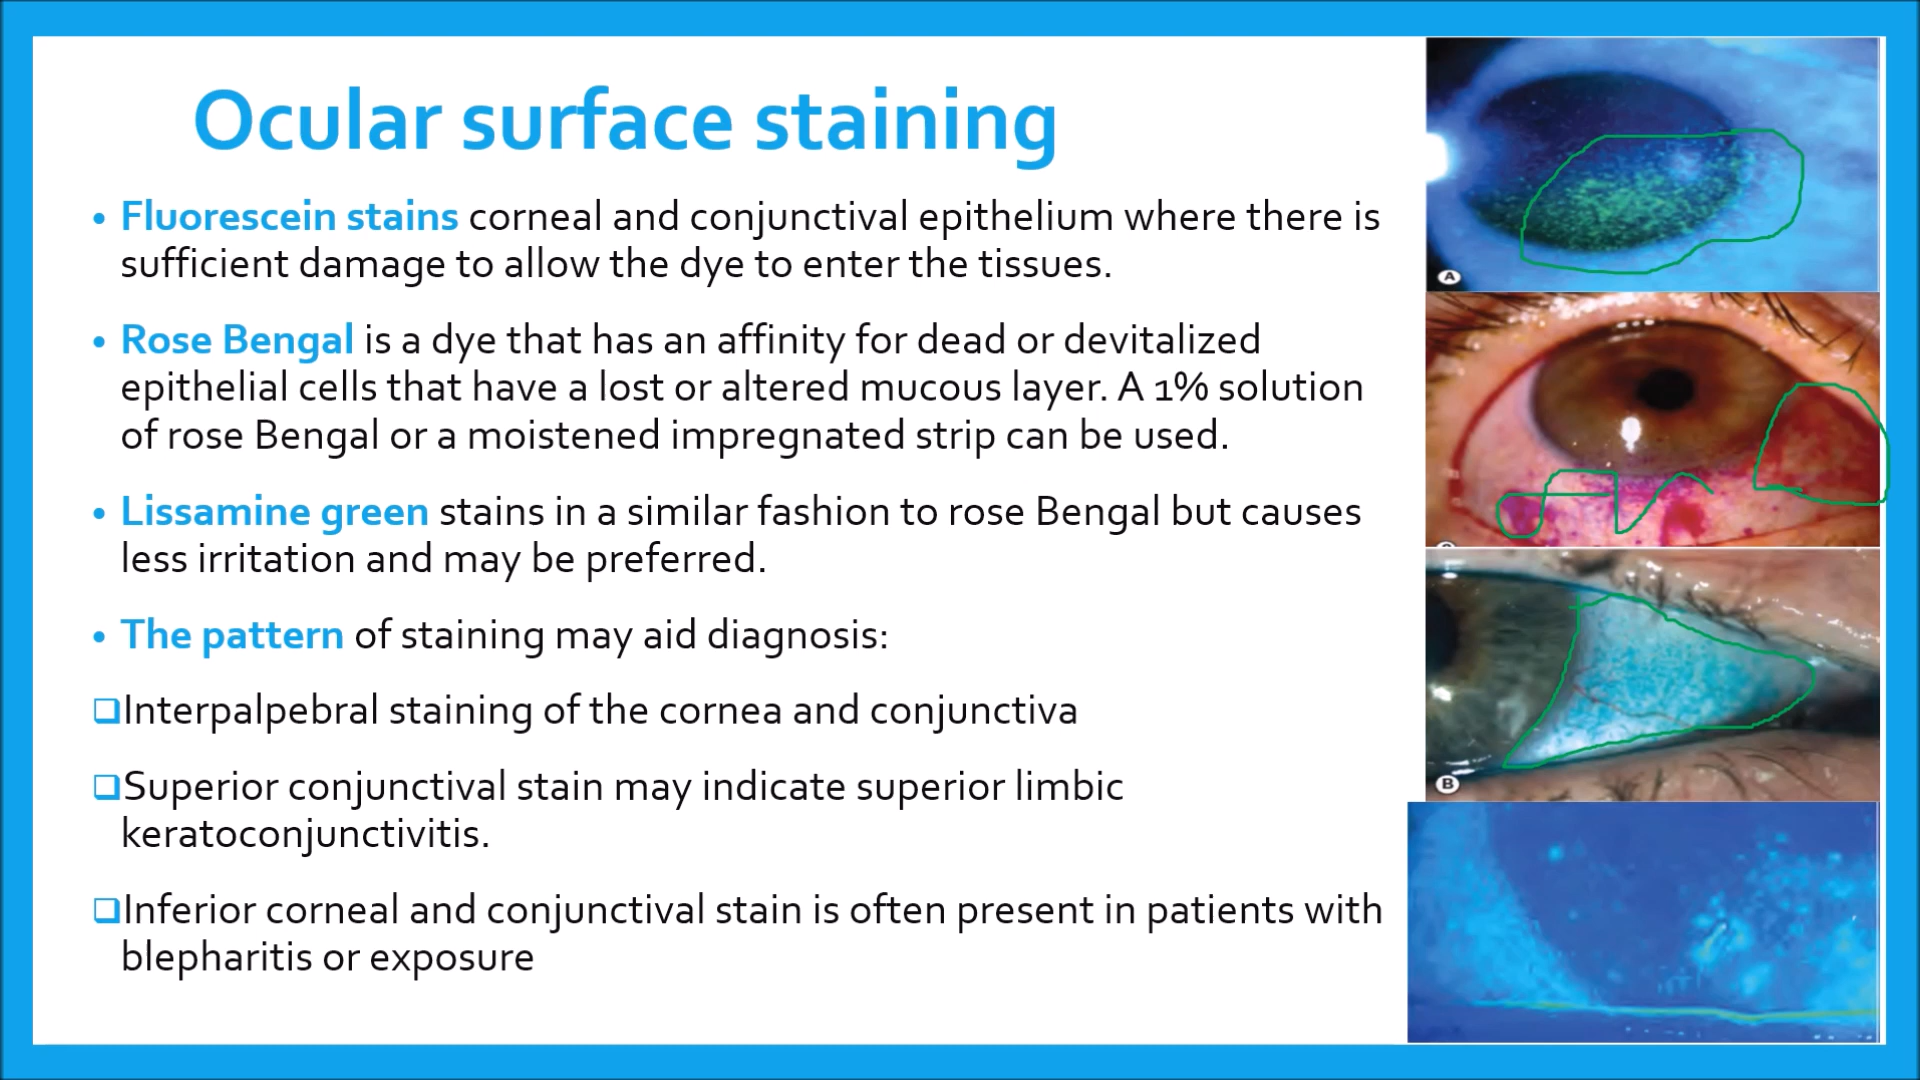 Ocular surface staining
• Fluorescein stains corneal and conjunctival epithelium where there is
sufficient damage to allow the dye to enter the tissues.
• Rose Bengal is a dye that has an affinity for dead or devitalized
epithelial cells that have a lost or altered mucous layer. A 1% solution
of rose Bengal or a moistened impregnated strip can be used.
• Lissamine green stains in a similar fashion to rose Bengal but causes
less irritation and may be preferred.
• The pattern of staining may aid diagnosis:
❑Interpalpebral staining of the cornea and conjunctiva
❑Superior conjunctival stain may indicate superior limbic
keratoconjunctivitis.
❑Inferior corneal and conjunctival stain is often present in patients with
blepharitis or exposure
A
B